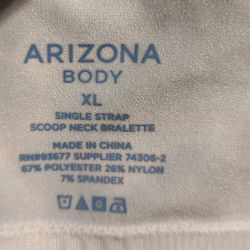 ARIZONA
BODY
XL
SINGLE STRAP
SCOOP NECK BRALETTE
MADE IN CHINA
RN#93677 SUPPLIER 74306-2
67% POLYESTER 26% NYLON
7% SPANDEX